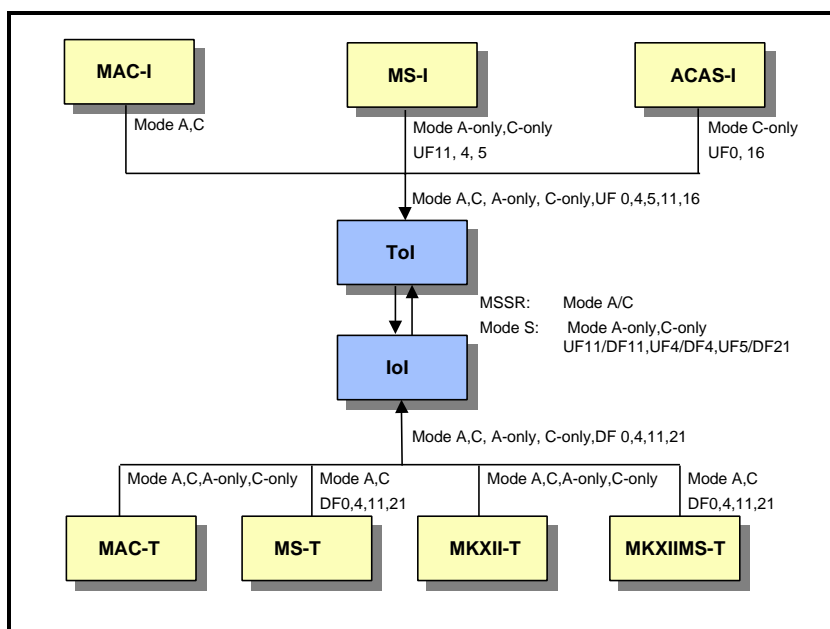 MAC-I
MS-I
ACAS-I
Mode A,C
Mode A-only,C-only
UF11, 4, 5
Mode C-only
UF0, 16
Mode A,C, A-only, C-only,UF 0,4,5,11,16
ToI
MSSR: Mode A/C
Mode S: Mode A-only,C-only
UF11/DF11,UF4/DF4,UF5/DF21
IoI
Mode A,C, A-only, C-only,DF 0,4,11,21
Mode A,C,A-only,C-only
Mode A,C
DF0,4,11,21
Mode A,C,A-only,C-only
Mode A,C
DF0,4,11,21
MAC-T
MS-T
MKXII-T
MKXIIMS-T